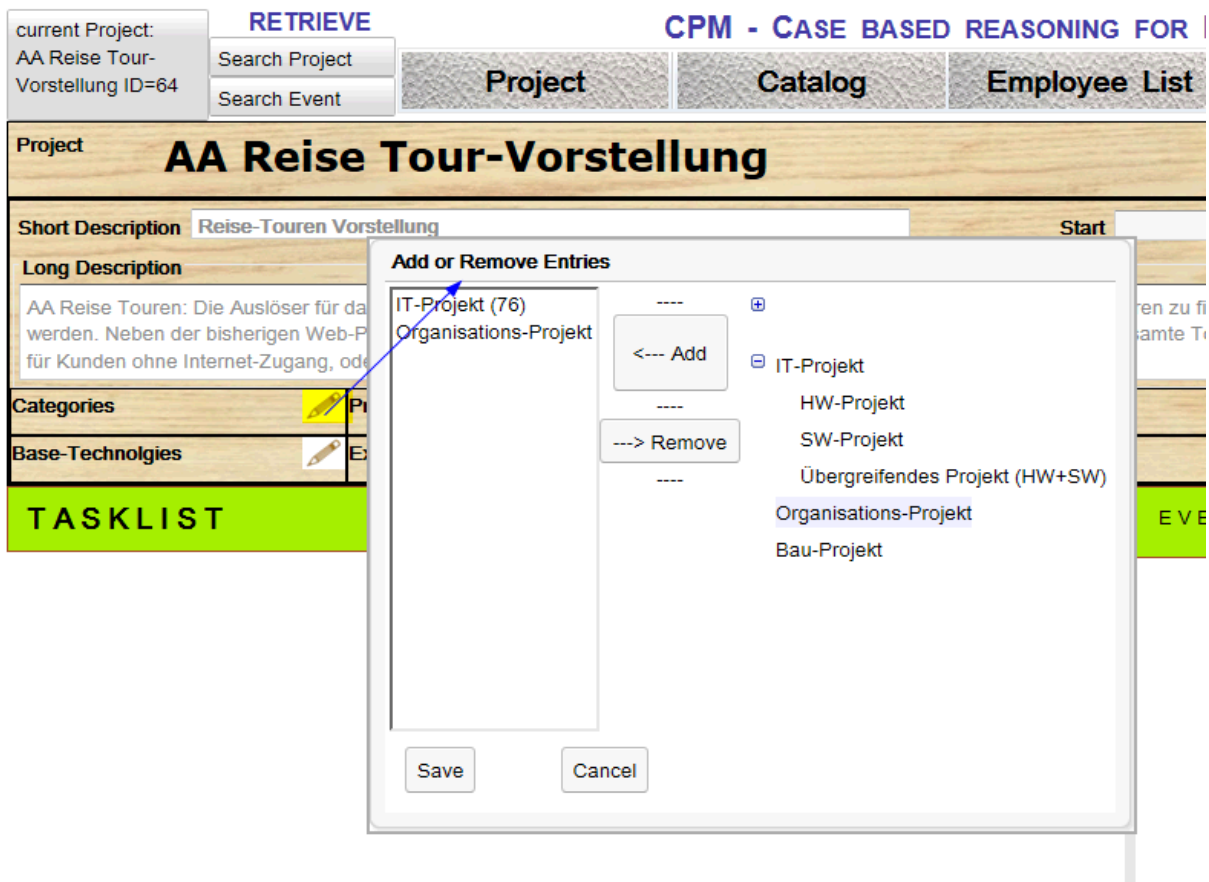 current Project:
AA Reise Tour-
Vorstellung ID=64
RETRIEVE
Search Project
Search Event
CPM - CASE BASED REASONING FOR
Project
Catalog
Employee List
Project
AA Reise Tour-Vorstellung
Short Description
Reise-Touren Vorstellung
Start
Long Description
AA Reise Touren: Die Auslöser für
werden. Neben der bisherigen
für Kunden ohne Internet-Zugang,
ren zu
samte
Categories
Base-Technolgies
TASKLIST
Add or Remove Entries
IT-Projekt (76)
Organisations-Projekt
----
<--- Add
----
---> Remove
----
IT-Projekt
HW-Projekt
SW-Projekt
Übergreifendes Projekt (HW+SW)
Organisations-Projekt
Bau-Projekt
Save
Cancel